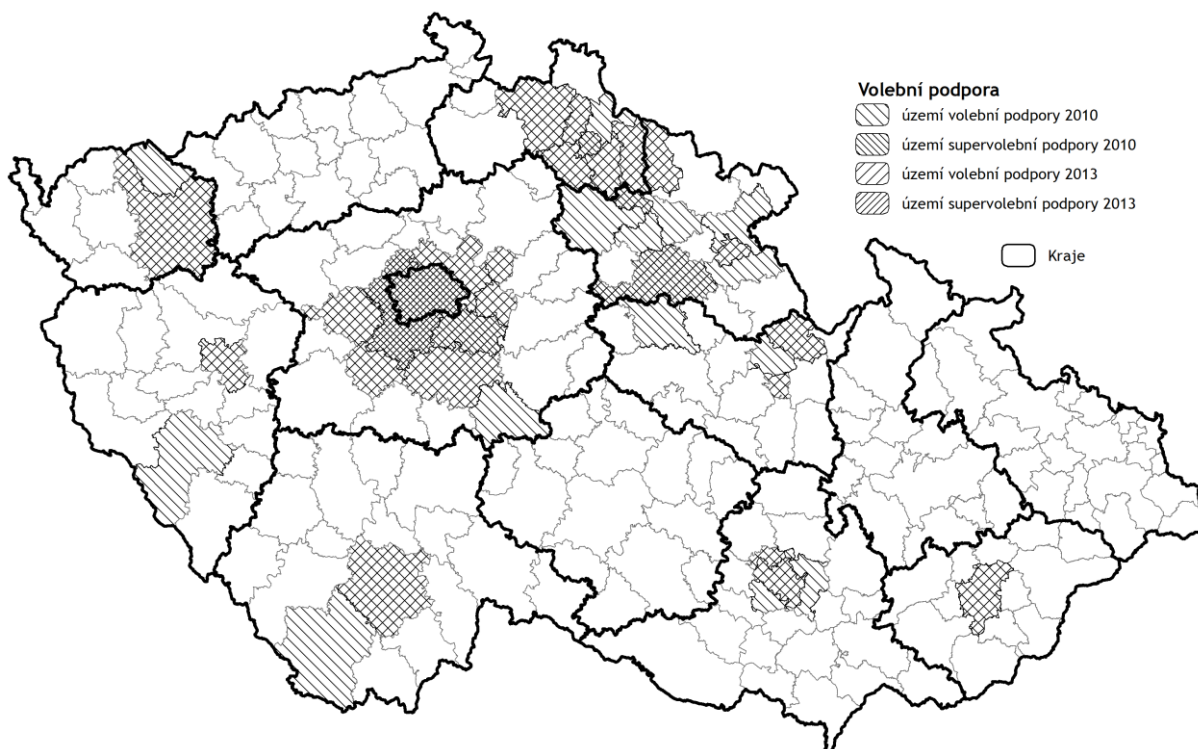 Volební podpora
území volební podpory 2010
území supervolební podpory 2010
území volební podpory 2013
území supervolební podpory 2013
Kraje